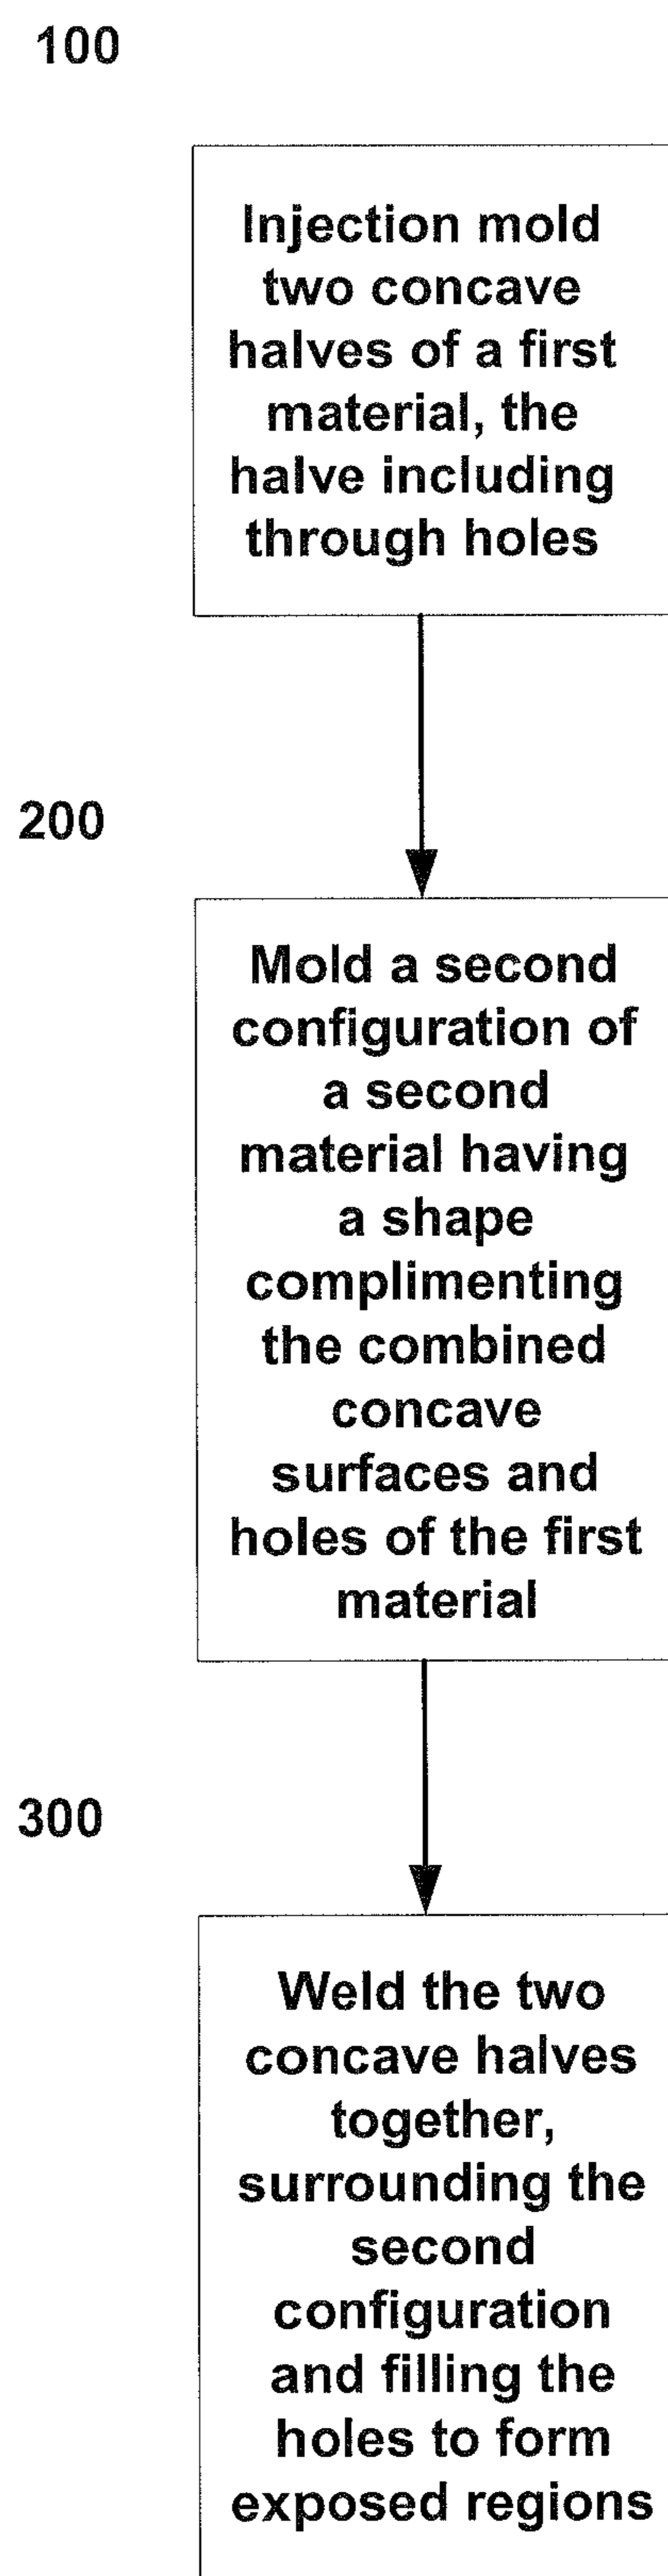 100
Injection mold
two concave
halves of a first
material, the
halve including
through holes
200
Mold a second
configuration of
a second
material having
a shape
complimenting
the combined
concave
surfaces and
holes of the first
material
300
Weld the two
concave halves
together,
surrounding the
second
configuration
and filling the
holes to form
exposed regions